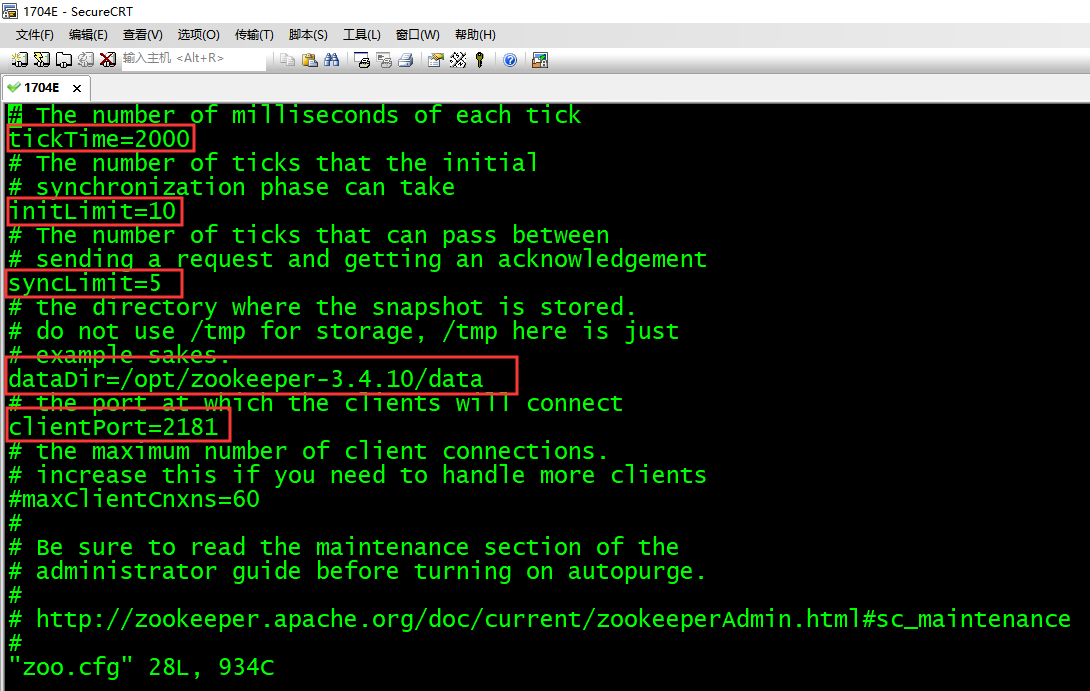 1704E - SecureCRT
文件(F) 编辑(E) 查看(V) 选项(O) 传输(T) 脚本(S) 工具(L) 窗口(W) 帮助(H)
输入主机 <Alt+R>
1704E
# The number of milliseconds of each tick
tickTime=2000
# The number of ticks that the initial
# synchronization phase can take
initLimit=10
# The number of ticks that can pass between
# sending a request and getting an acknowledgement
syncLimit=5
# the directory where the snapshot is stored.
# do not use /tmp for storage, /tmp here is just
# example sakes.
dataDir=/opt/zookeeper-3.4.10/data
# the port at which the clients will connect
clientPort=2181
# the maximum number of client connections.
# increase this if you need to handle more clients
#maxClientCnxns=60
#
# Be sure to read the maintenance section of the
# administrator guide before turning on autopurge.
#
# http://zookeeper.apache.org/doc/current/zookeeperAdmin.html#sc_maintenance
#
"zoo.cfg" 28L, 934C